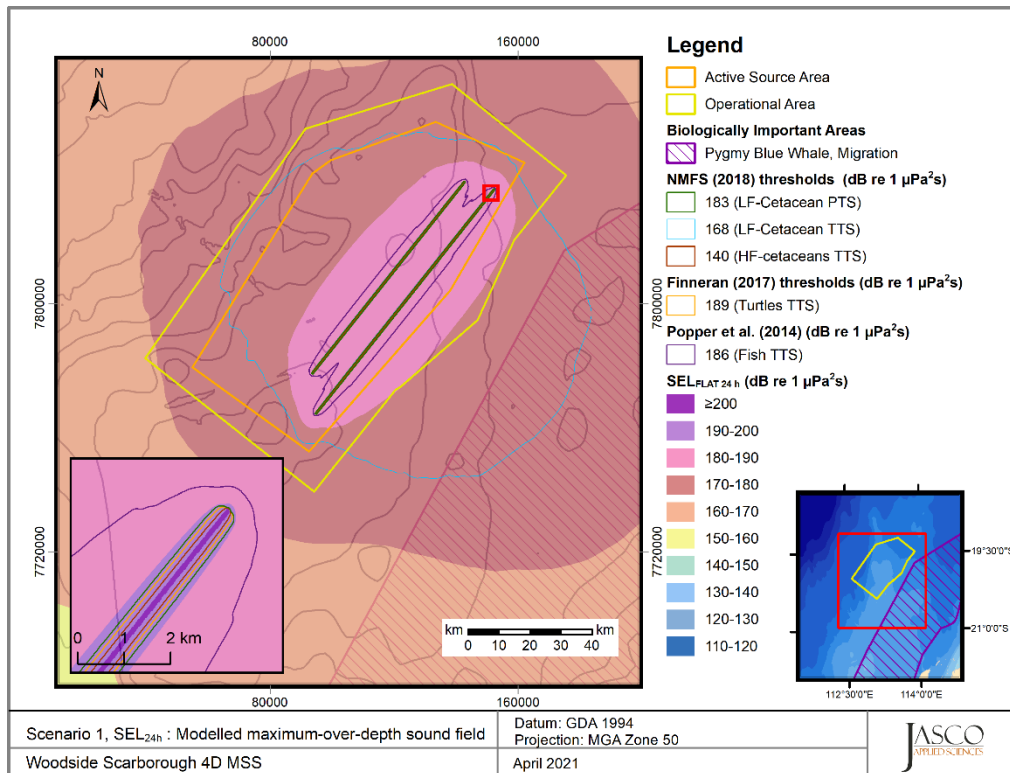 80000
160000
N
7800000
7800000
7720000
7720000
0
1
2 km
km
km
0
10
20
30
40
80000
160000
Legend
Active Source Area
Operational Area
Biologically Important Areas
Pygmy Blue Whale, Migration
NMFS (2018) thresholds (dB re 1 µPa²s)
183 (LF-Cetacean PTS)
168 (LF-Cetacean TTS)
140 (HF-cetaceans TTS)
Finneran (2017) thresholds (dB re 1 µPa²s)
189 (Turtles TTS)
Popper et al. (2014) (dB re 1 µPa²s)
186 (Fish TTS)
SELFLAT 24 h (dB re 1 µPa²s)
≥200
190-200
180-190
170-180
160-170
150-160
140-150
130-140
120-130
110-120
19°30'0"S
21°0'0"S
112°30'0"E
114°0'0"E
Scenario 1, SEL24h : Modelled maximum-over-depth sound field
Woodside Scarborough 4D MSS
Datum: GDA 1994
Projection: MGA Zone 50
April 2021
JASCO
APPLIED SCIENCES